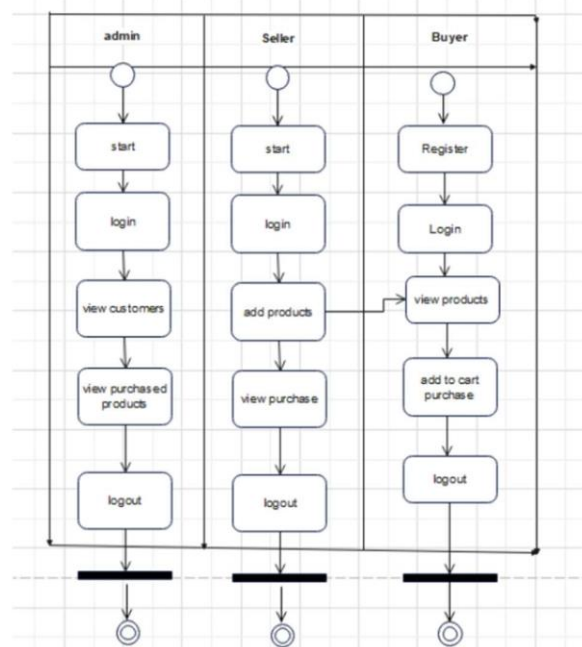 admin
Seller
Buyer
start
start
Register
login
login
Login
view customers
add products
view products
view purchased
products
view purchase
add to cart
purchase
logout
logout
logout